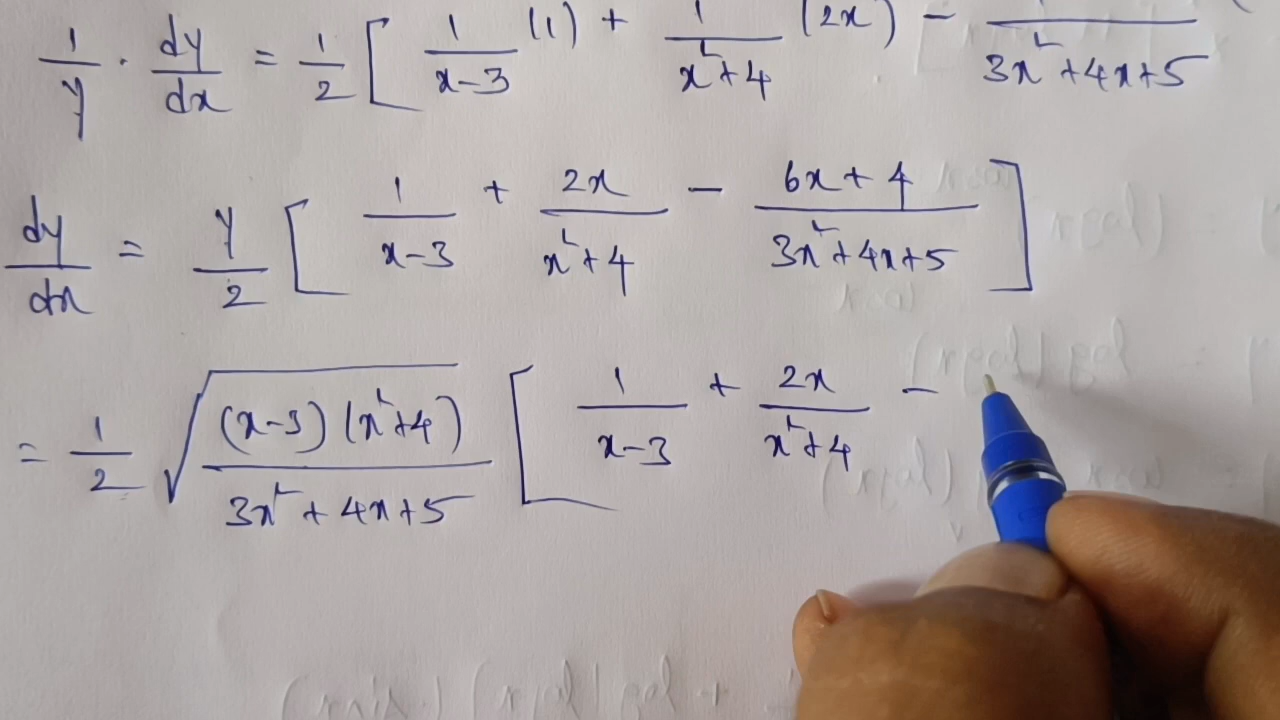 1/y · dy/dx = 1/2 [ 1/(x-3) (1) + 1/(x²+4) (2x) - 1/(3x²+4x+5)
dy/dx = y/2 [ 1/(x-3) + 2x/(x²+4) - (6x+4)/(3x²+4x+5) ]
= 1/2 √((x-3)(x²+4)/(3x²+4x+5)) [ 1/(x-3) + 2x/(x²+4) -